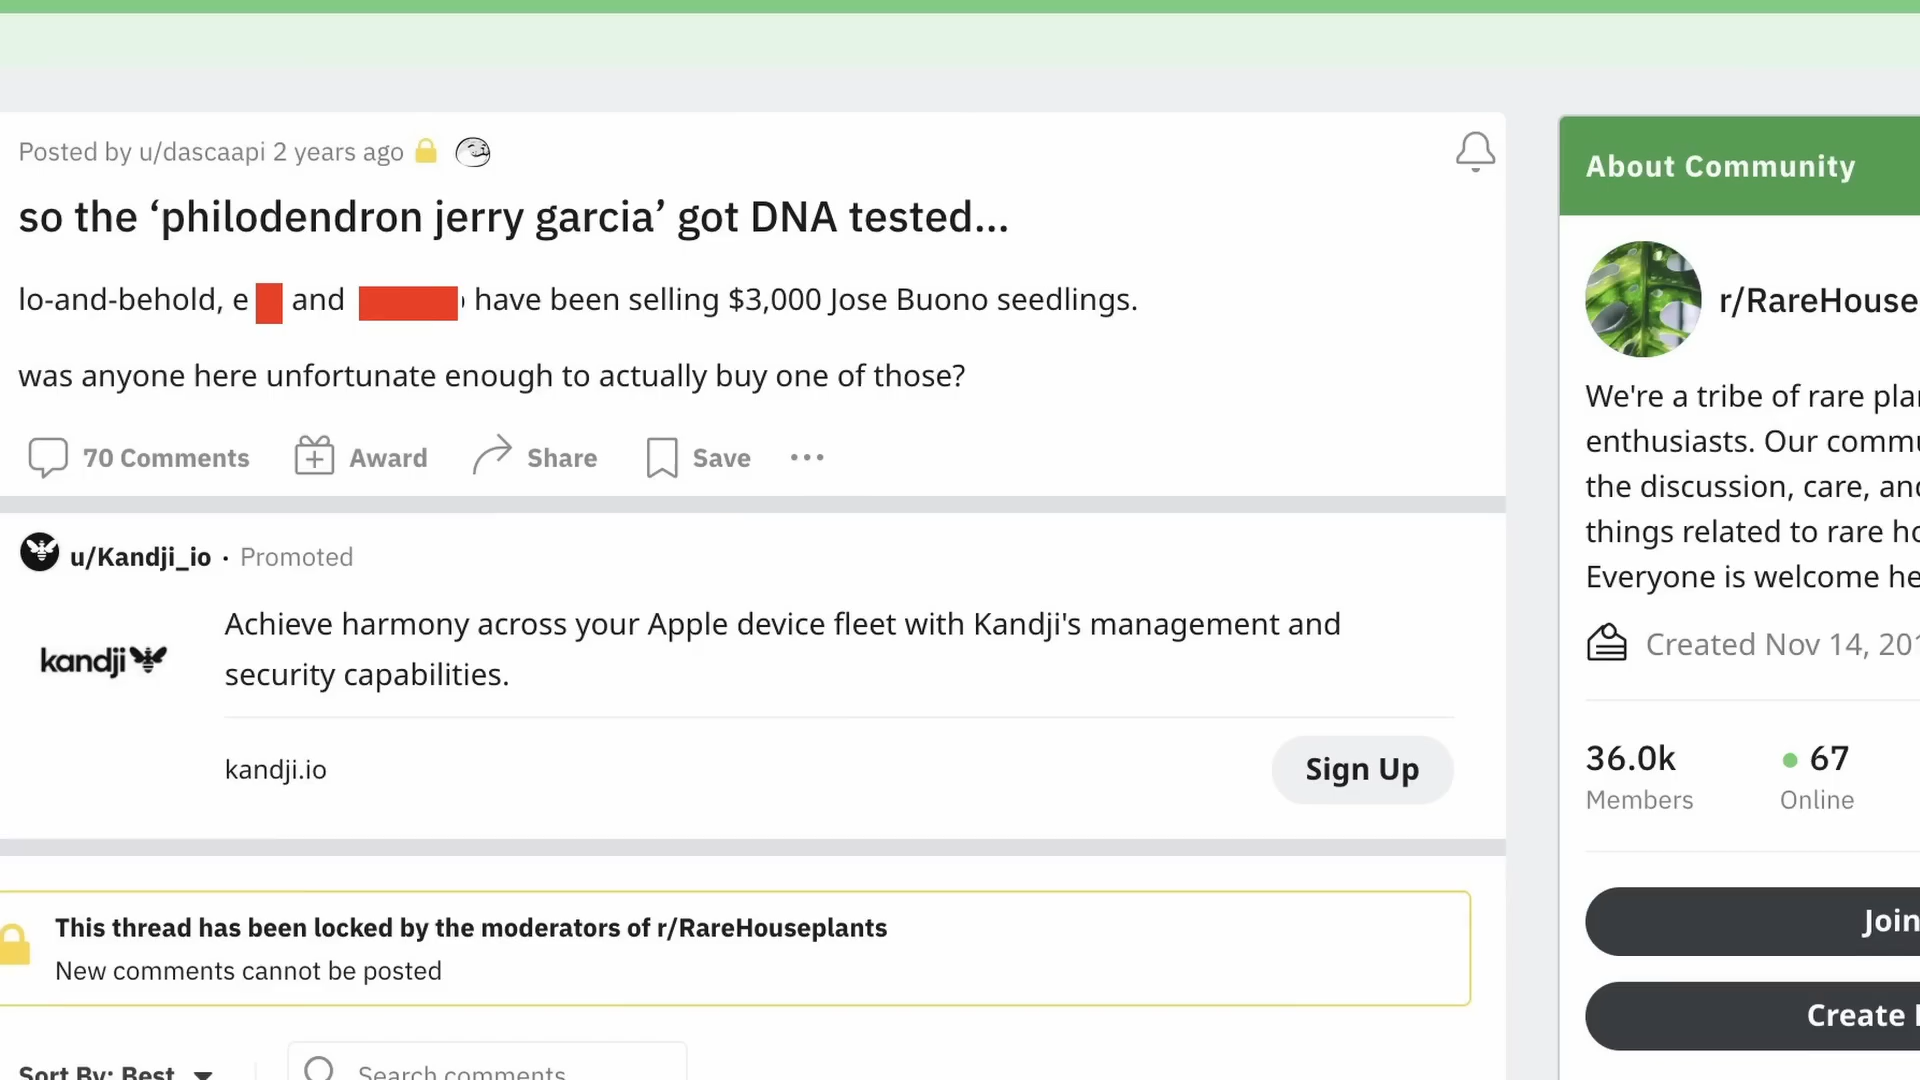 Posted by u/dascaapi 2 years ago
so the ‘philodendron jerry garcia’ got DNA tested...
lo-and-behold, e and have been selling $3,000 Jose Buono seedlings.
was anyone here unfortunate enough to actually buy one of those?
70 Comments Award Share Save
u/Kandji_io · Promoted
kandji
Achieve harmony across your Apple device fleet with Kandji's management and
security capabilities.
kandji.io
Sign Up
This thread has been locked by the moderators of r/RareHouseplants
New comments cannot be posted
Sort By: Best
Search comments
About Community
r/RareHouse
We're a tribe of rare plan
enthusiasts. Our commu
the discussion, care, and
things related to rare ho
Everyone is welcome he
Created Nov 14, 201
36.0k 67
Members Online
Join
Create